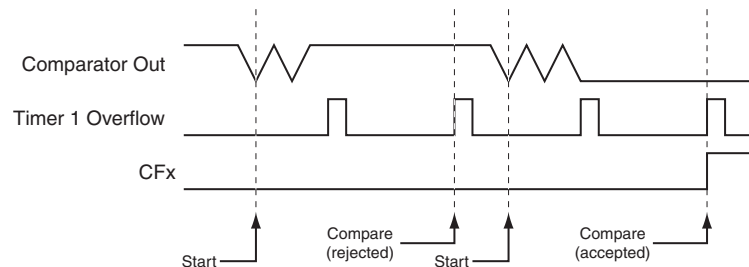 Comparator Out
Timer 1 Overflow
CFx
Start
Compare
(rejected)
Start
Compare
(accepted)